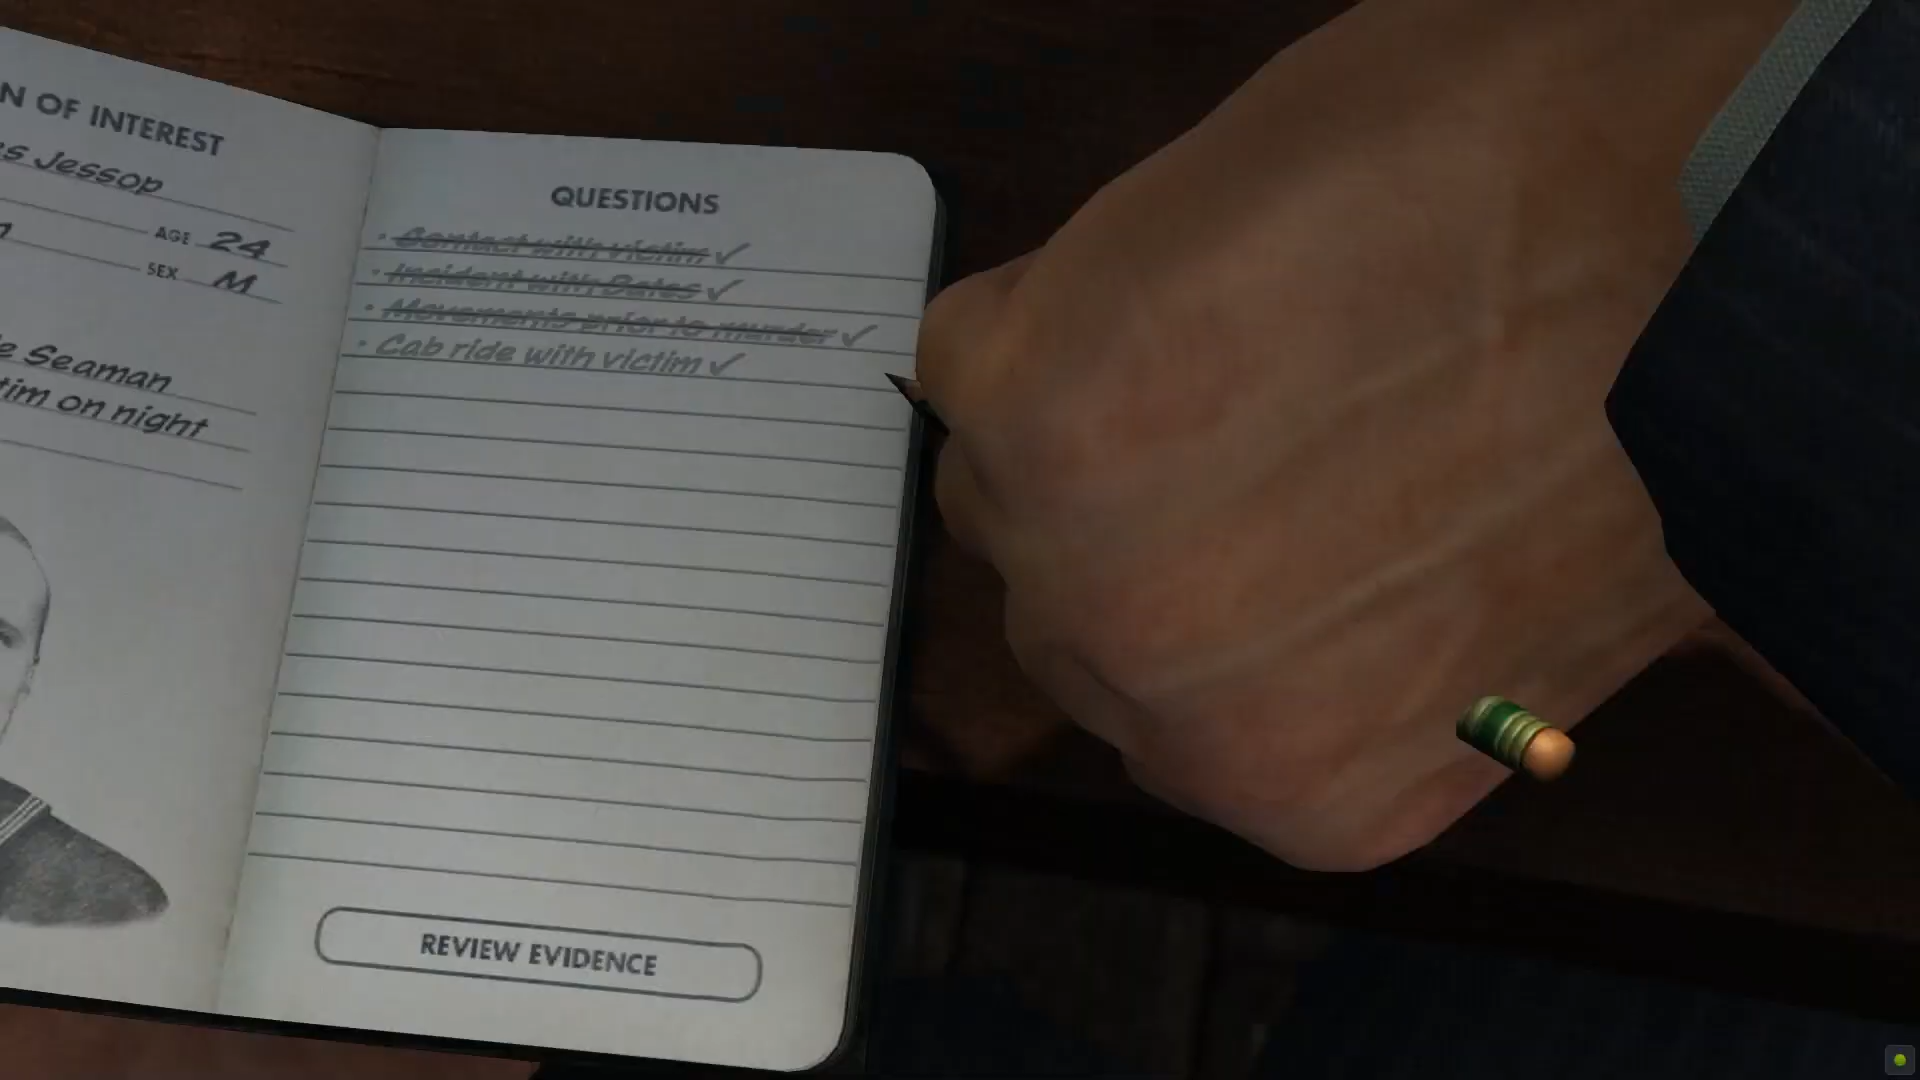 N OF INTEREST
s Jessop
AGE 24
SEX M
e Seaman
tim on night
QUESTIONS
· Contact with victim ✓
· Incident with Bates ✓
· Movements prior to murder ✓
· Cab ride with victim ✓
REVIEW EVIDENCE